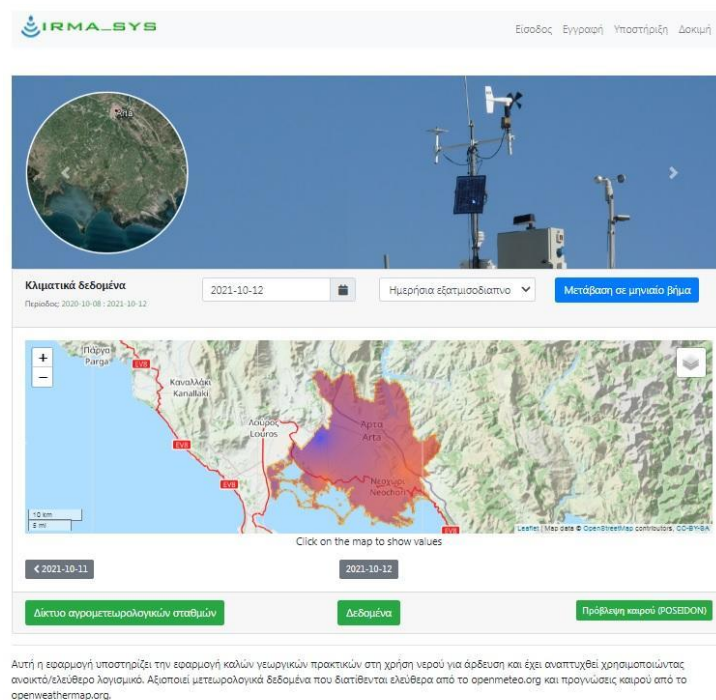 IRMA_SYS
Είσοδος Εγγραφή Υποστήριξη Δοκιμή
Arta
Κλιματικά δεδομένα
Περίοδος: 2020-10-08 : 2021-10-12
2021-10-12
Ημερήσια εξατμισοδιαπνο
Μετάβαση σε μηνιαίο βήμα
+
−
Πάργα
Parga
EV8
Καναλλάκι
Kanallaki
Λούρος
Louros
Άρτα
Arta
EV8
EV8
Νεοχώρι
Neochori
EV8
10 km
5 mi
Leaflet | Map data © OpenStreetMap contributors, CC-BY-SA
Click on the map to show values
2021-10-11
2021-10-12
Δίκτυο αγρομετεωρολογικών σταθμών
Δεδομένα
Πρόβλεψη καιρού (POSEIDON)
Αυτή η εφαρμογή υποστηρίζει την εφαρμογή καλών γεωργικών πρακτικών στη χρήση νερού για άρδευση και έχει αναπτυχθεί χρησιμοποιώντας
ανοικτό/ελεύθερο λογισμικό. Αξιοποιεί μετεωρολογικά δεδομένα που διατίθενται ελεύθερα από το openmeteo.org και προγνώσεις καιρού από το
openweathermap.org.